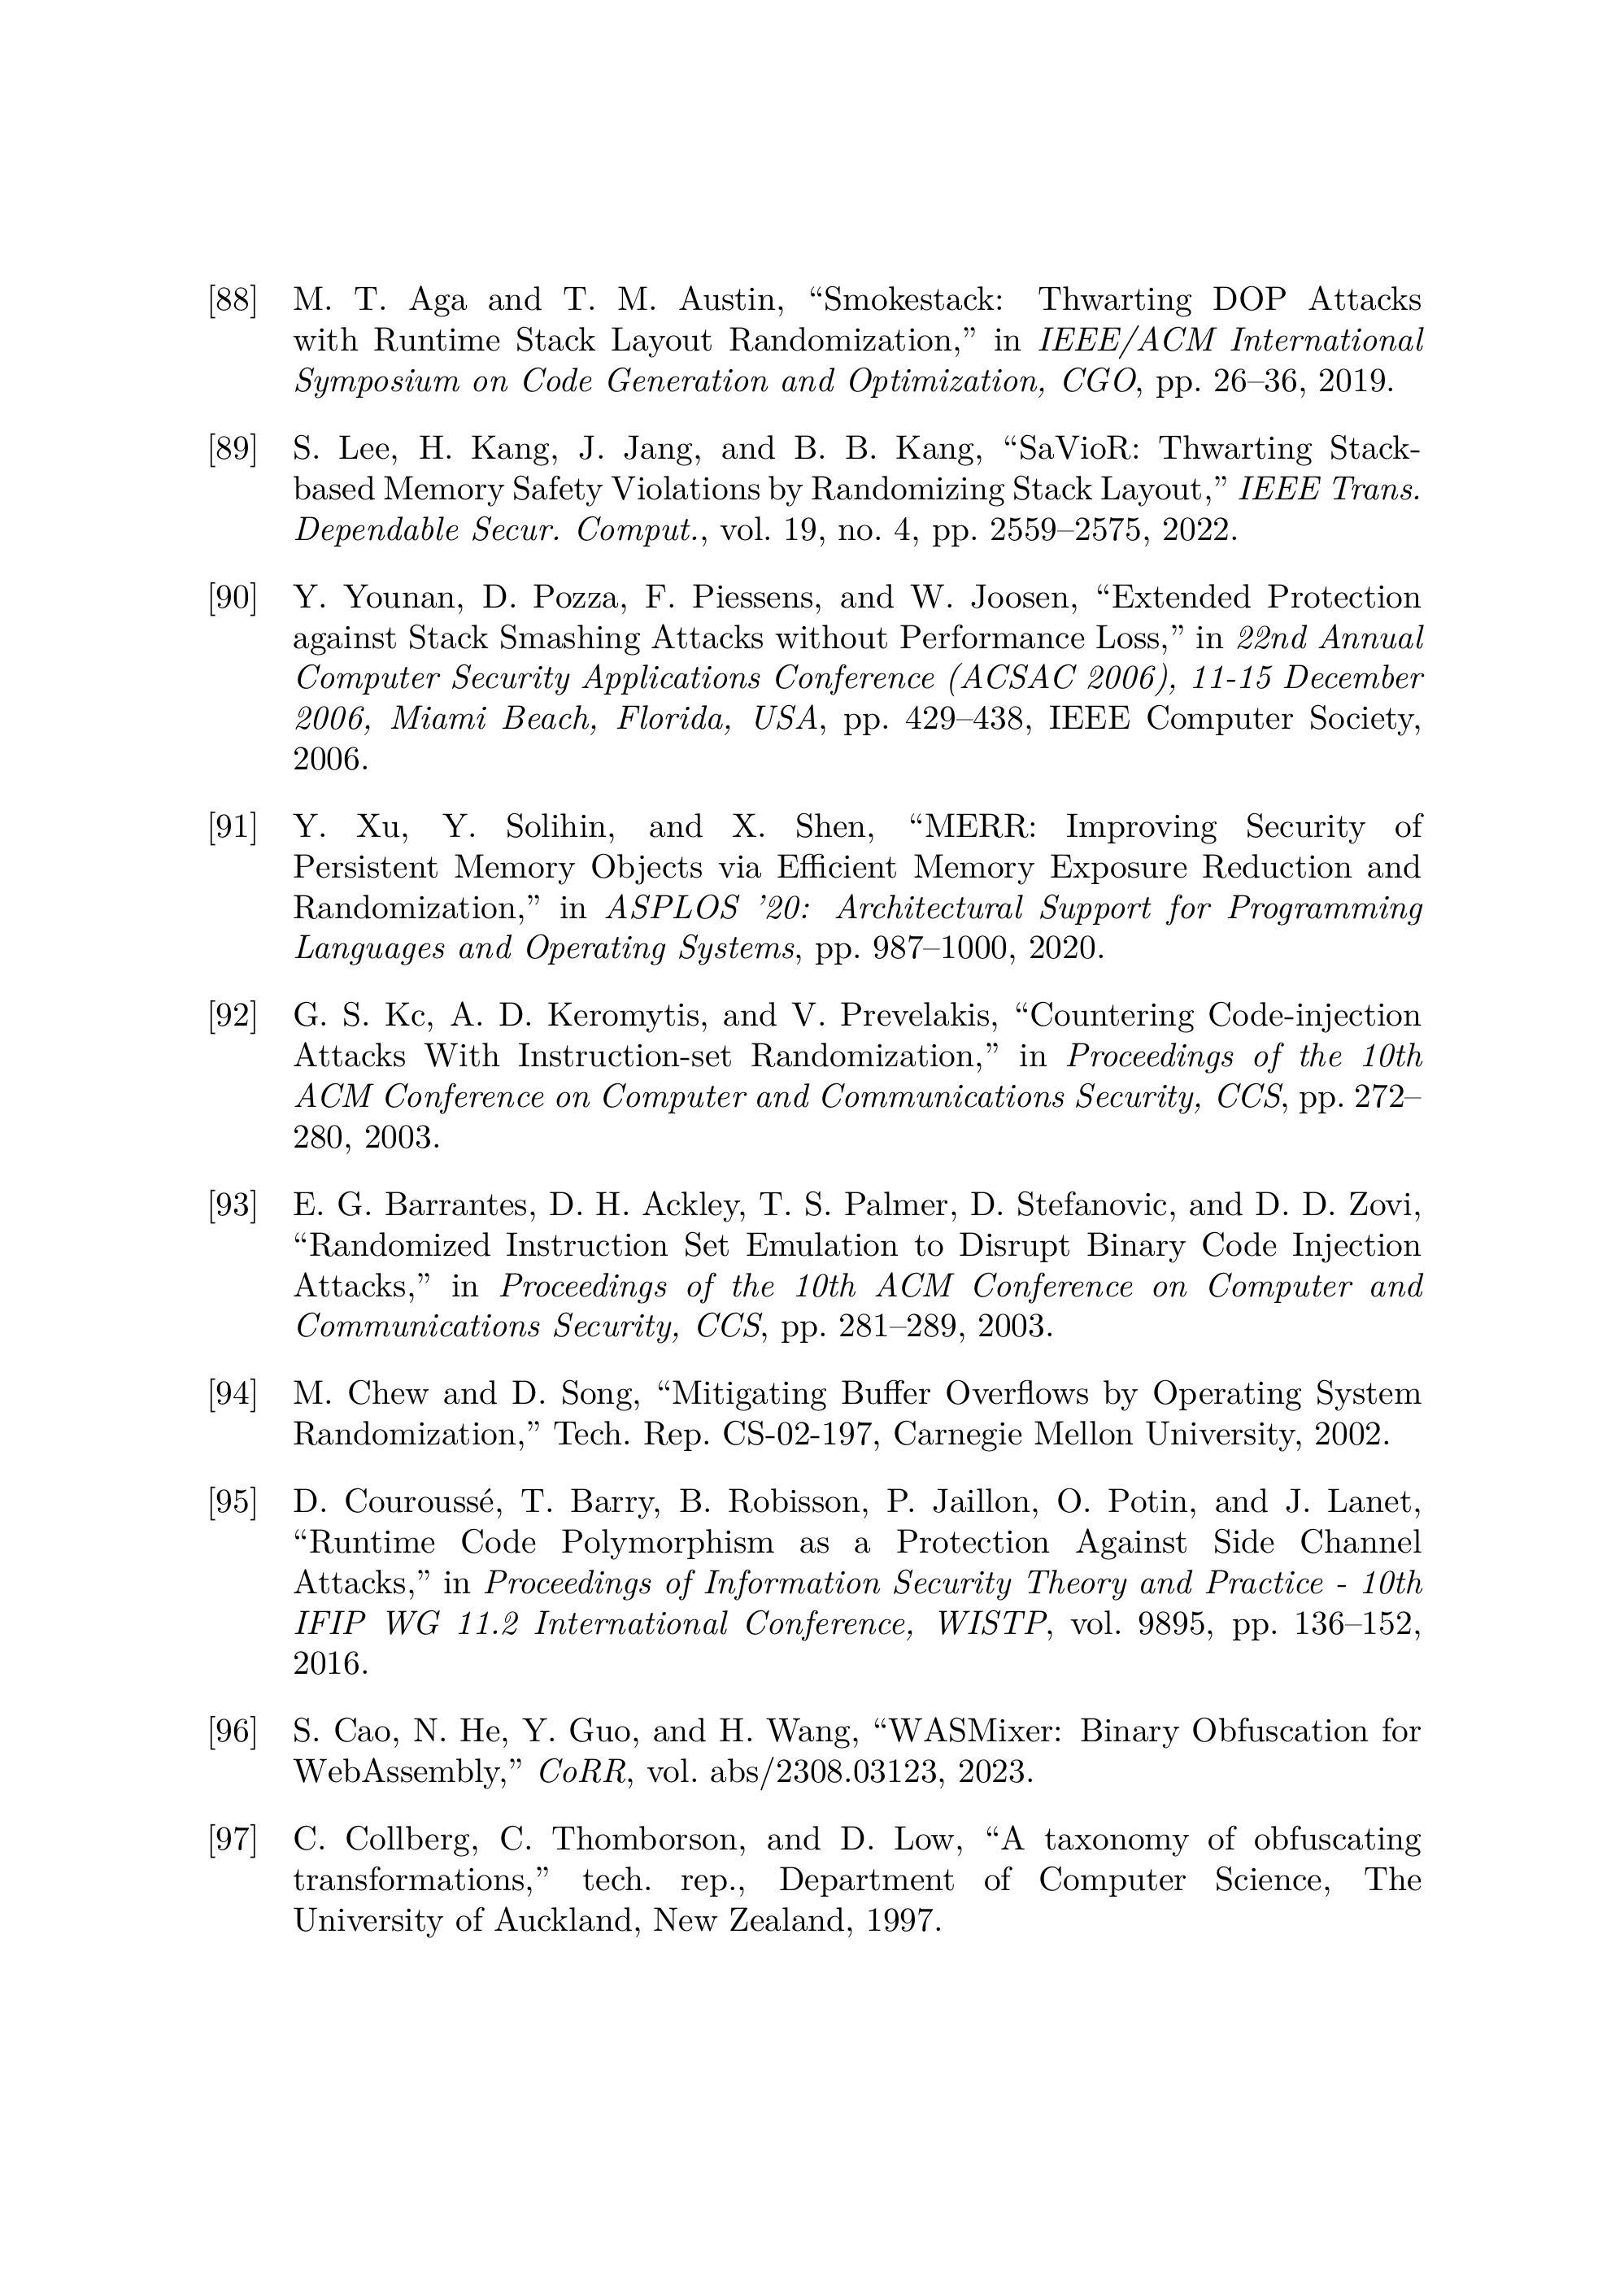 [88] M. T. Aga and T. M. Austin, “Smokestack: Thwarting DOP Attacks
with Runtime Stack Layout Randomization,” in IEEE/ACM International
Symposium on Code Generation and Optimization, CGO, pp. 26–36, 2019.
[89] S. Lee, H. Kang, J. Jang, and B. B. Kang, “SaVioR: Thwarting Stack-
based Memory Safety Violations by Randomizing Stack Layout,” IEEE Trans.
Dependable Secur. Comput., vol. 19, no. 4, pp. 2559–2575, 2022.
[90] Y. Younan, D. Pozza, F. Piessens, and W. Joosen, “Extended Protection
against Stack Smashing Attacks without Performance Loss,” in 22nd Annual
Computer Security Applications Conference (ACSAC 2006), 11-15 December
2006, Miami Beach, Florida, USA, pp. 429–438, IEEE Computer Society,
2006.
[91] Y. Xu, Y. Solihin, and X. Shen, “MERR: Improving Security of
Persistent Memory Objects via Efficient Memory Exposure Reduction and
Randomization,” in ASPLOS ’20: Architectural Support for Programming
Languages and Operating Systems, pp. 987–1000, 2020.
[92] G. S. Kc, A. D. Keromytis, and V. Prevelakis, “Countering Code-injection
Attacks With Instruction-set Randomization,” in Proceedings of the 10th
ACM Conference on Computer and Communications Security, CCS, pp. 272–
280, 2003.
[93] E. G. Barrantes, D. H. Ackley, T. S. Palmer, D. Stefanovic, and D. D. Zovi,
“Randomized Instruction Set Emulation to Disrupt Binary Code Injection
Attacks,” in Proceedings of the 10th ACM Conference on Computer and
Communications Security, CCS, pp. 281–289, 2003.
[94] M. Chew and D. Song, “Mitigating Buffer Overflows by Operating System
Randomization,” Tech. Rep. CS-02-197, Carnegie Mellon University, 2002.
[95] D. Couroussé, T. Barry, B. Robisson, P. Jaillon, O. Potin, and J. Lanet,
“Runtime Code Polymorphism as a Protection Against Side Channel
Attacks,” in Proceedings of Information Security Theory and Practice - 10th
IFIP WG 11.2 International Conference, WISTP, vol. 9895, pp. 136–152,
2016.
[96] S. Cao, N. He, Y. Guo, and H. Wang, “WASMixer: Binary Obfuscation for
WebAssembly,” CoRR, vol. abs/2308.03123, 2023.
[97] C. Collberg, C. Thomborson, and D. Low, “A taxonomy of obfuscating
transformations,” tech. rep., Department of Computer Science, The
University of Auckland, New Zealand, 1997.